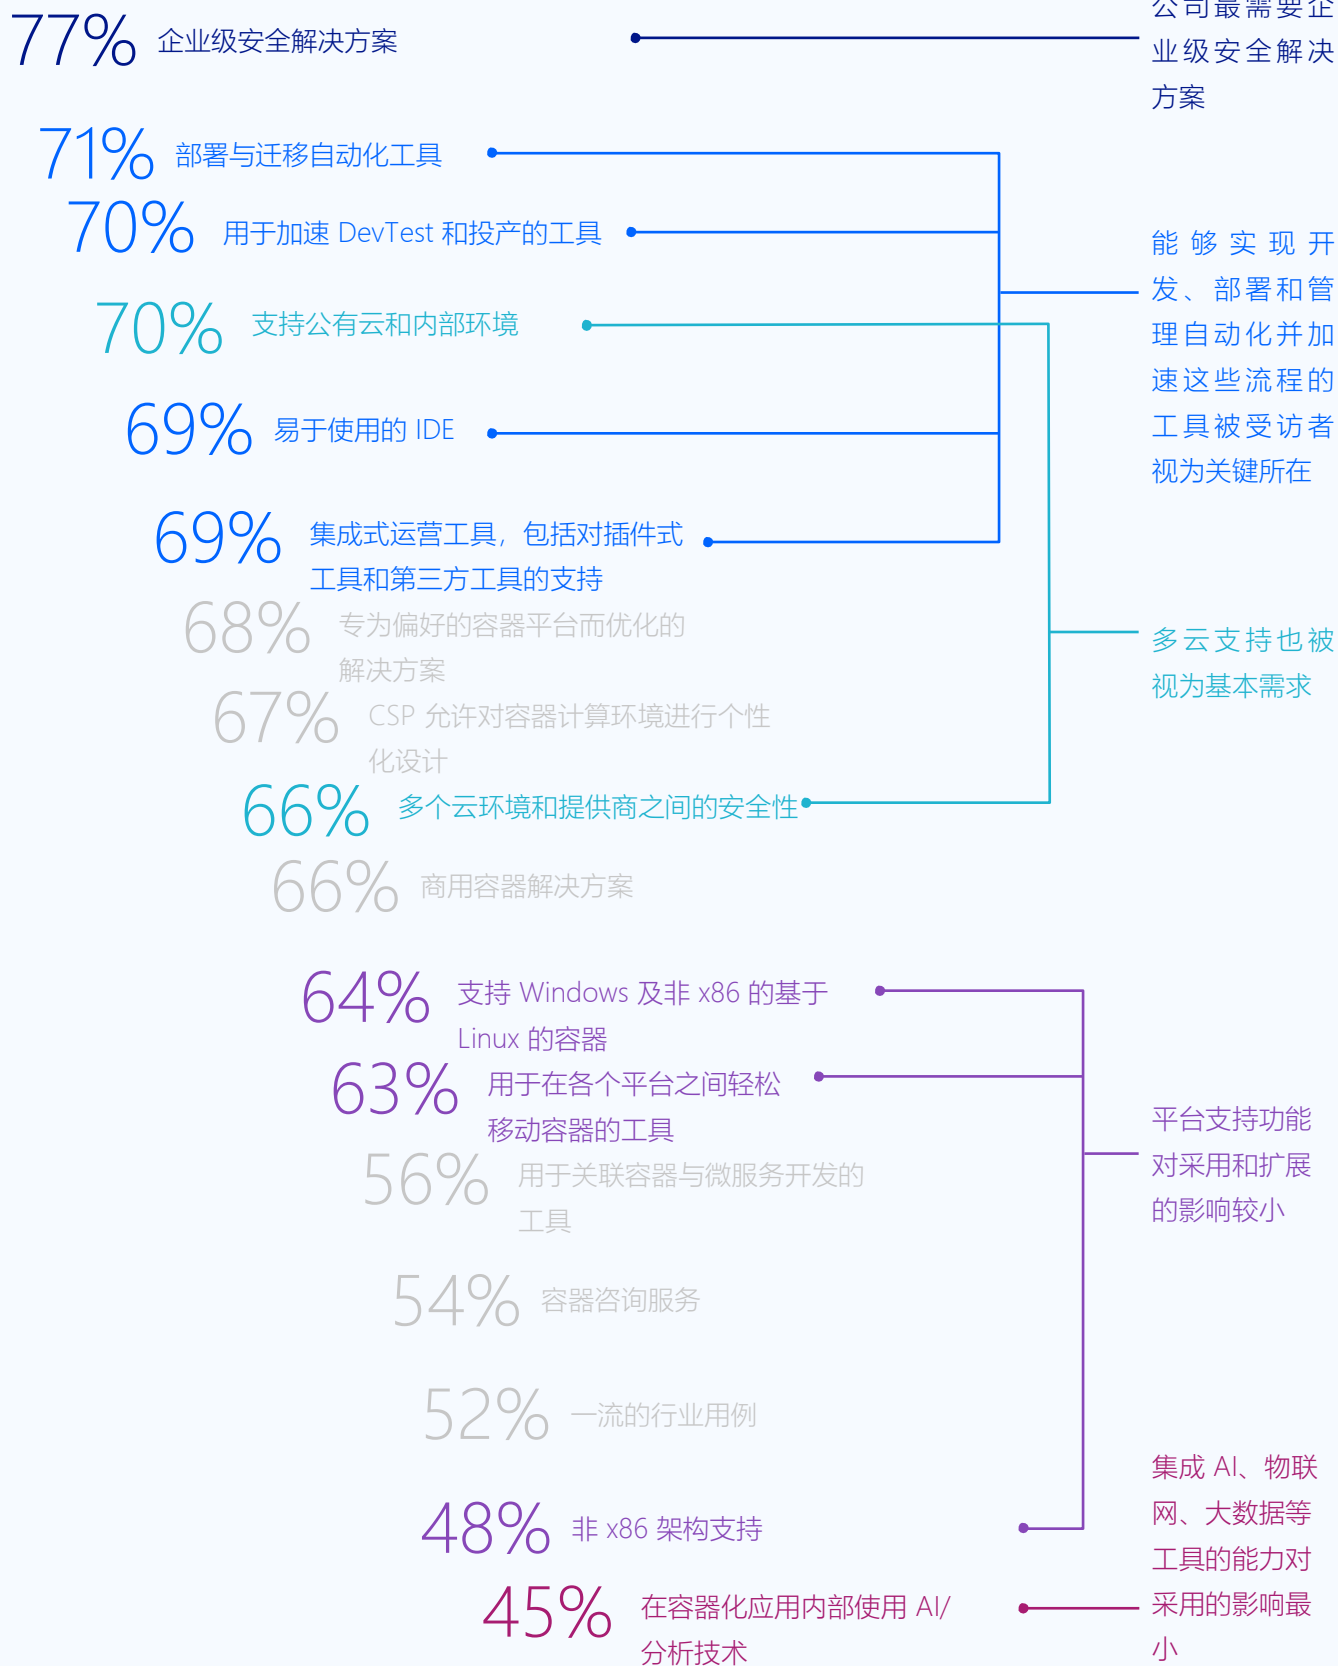 77% 企业级安全解决方案
公司最需要企
业级安全解决
方案
71% 部署与迁移自动化工具
70% 用于加速 DevTest 和投产的工具
70% 支持公有云和内部环境
69% 易于使用的 IDE
69% 集成式运营工具，包括对插件式
工具和第三方工具的支持
能够实现开
发、部署和管
理自动化并加
速这些流程的
工具被受访者
视为关键所在
68% 专为偏好的容器平台而优化的
解决方案
67% CSP 允许对容器计算环境进行个性
化设计
66% 多个云环境和提供商之间的安全性
多云支持也被
视为基本需求
66% 商用容器解决方案
64% 支持 Windows 及非 x86 的基于
Linux 的容器
63% 用于在各个平台之间轻松
移动容器的工具
56% 用于关联容器与微服务开发的
工具
平台支持功能
对采用和扩展
的影响较小
54% 容器咨询服务
52% 一流的行业用例
48% 非 x86 架构支持
45% 在容器化应用内部使用 AI/
分析技术
集成 AI、物联
网、大数据等
工具的能力对
采用的影响最
小